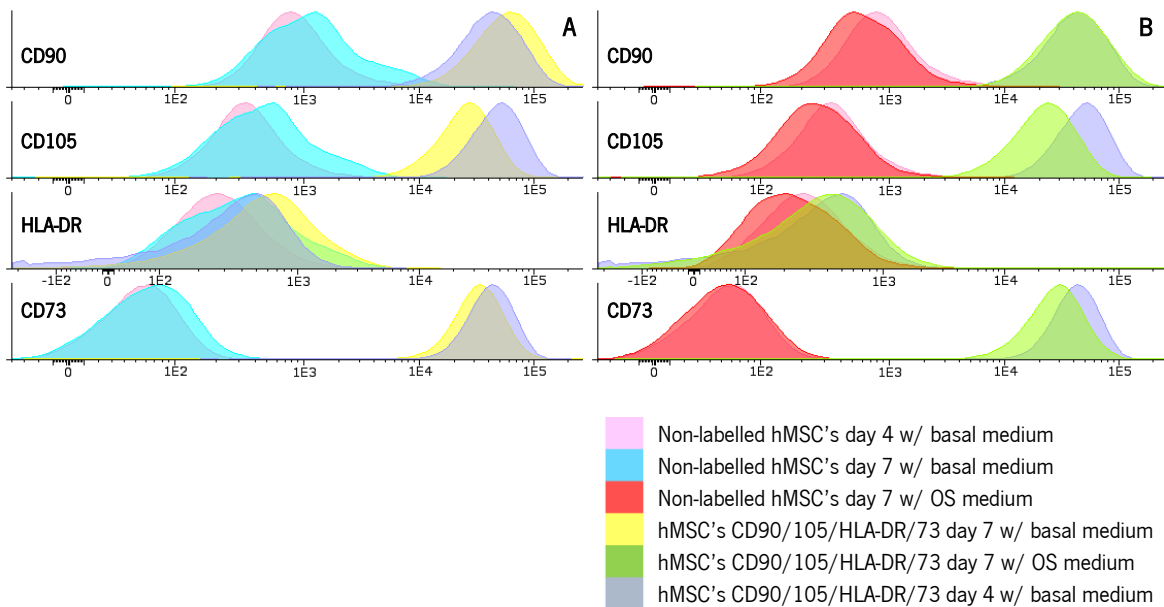 A
B
CD90
CD90
0 1E2 1E3 1E4 1E5
0 1E2 1E3 1E4 1E5
CD105
CD105
0 1E2 1E3 1E4 1E5
0 1E2 1E3 1E4 1E5
HLA-DR
HLA-DR
-1E2 0 1E2 1E3 1E4 1E5
-1E2 0 1E2 1E3 1E4 1E5
CD73
CD73
0 1E2 1E3 1E4 1E5
0 1E2 1E3 1E4 1E5
Non-labelled hMSC's day 4 w/ basal medium
Non-labelled hMSC's day 7 w/ basal medium
Non-labelled hMSC's day 7 w/ OS medium
hMSC's CD90/105/HLA-DR/73 day 7 w/ basal medium
hMSC's CD90/105/HLA-DR/73 day 7 w/ OS medium
hMSC's CD90/105/HLA-DR/73 day 4 w/ basal medium